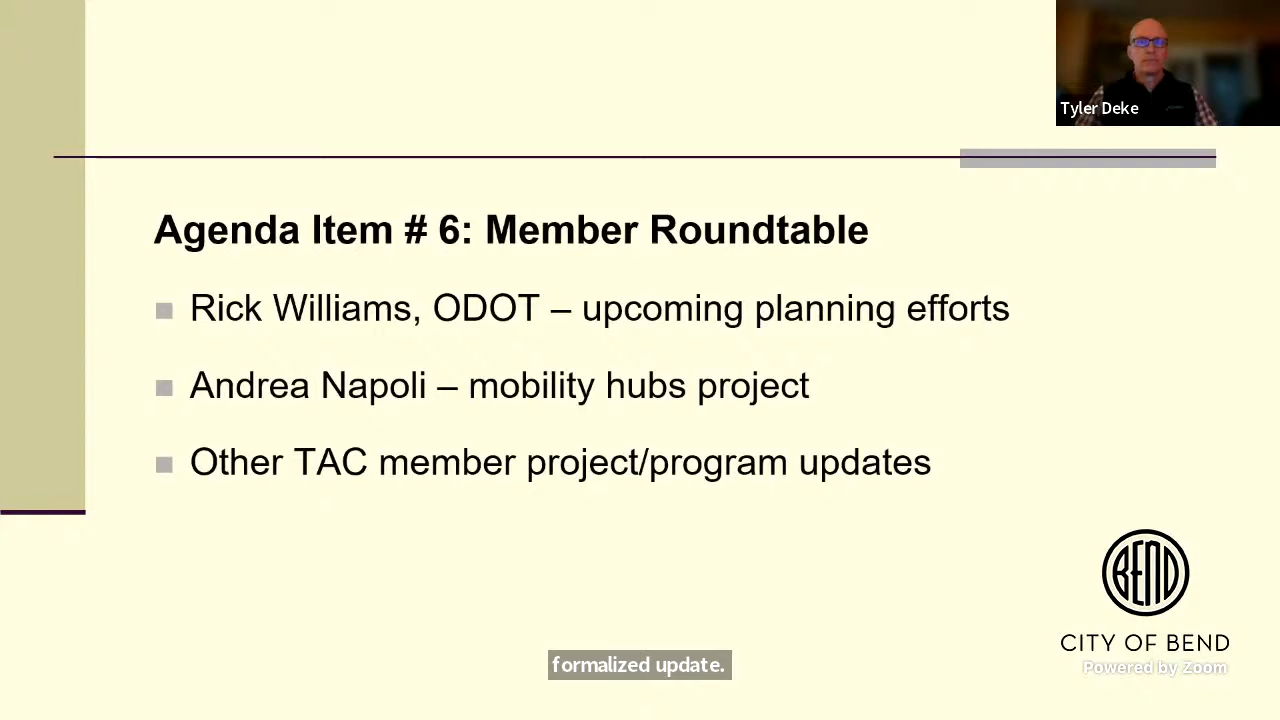 Tyler Deke
Agenda Item # 6: Member Roundtable
Rick Williams, ODOT – upcoming planning efforts
Andrea Napoli – mobility hubs project
Other TAC member project/program updates
BEND
CITY OF BEND
formalized update.
Powered by Zoom